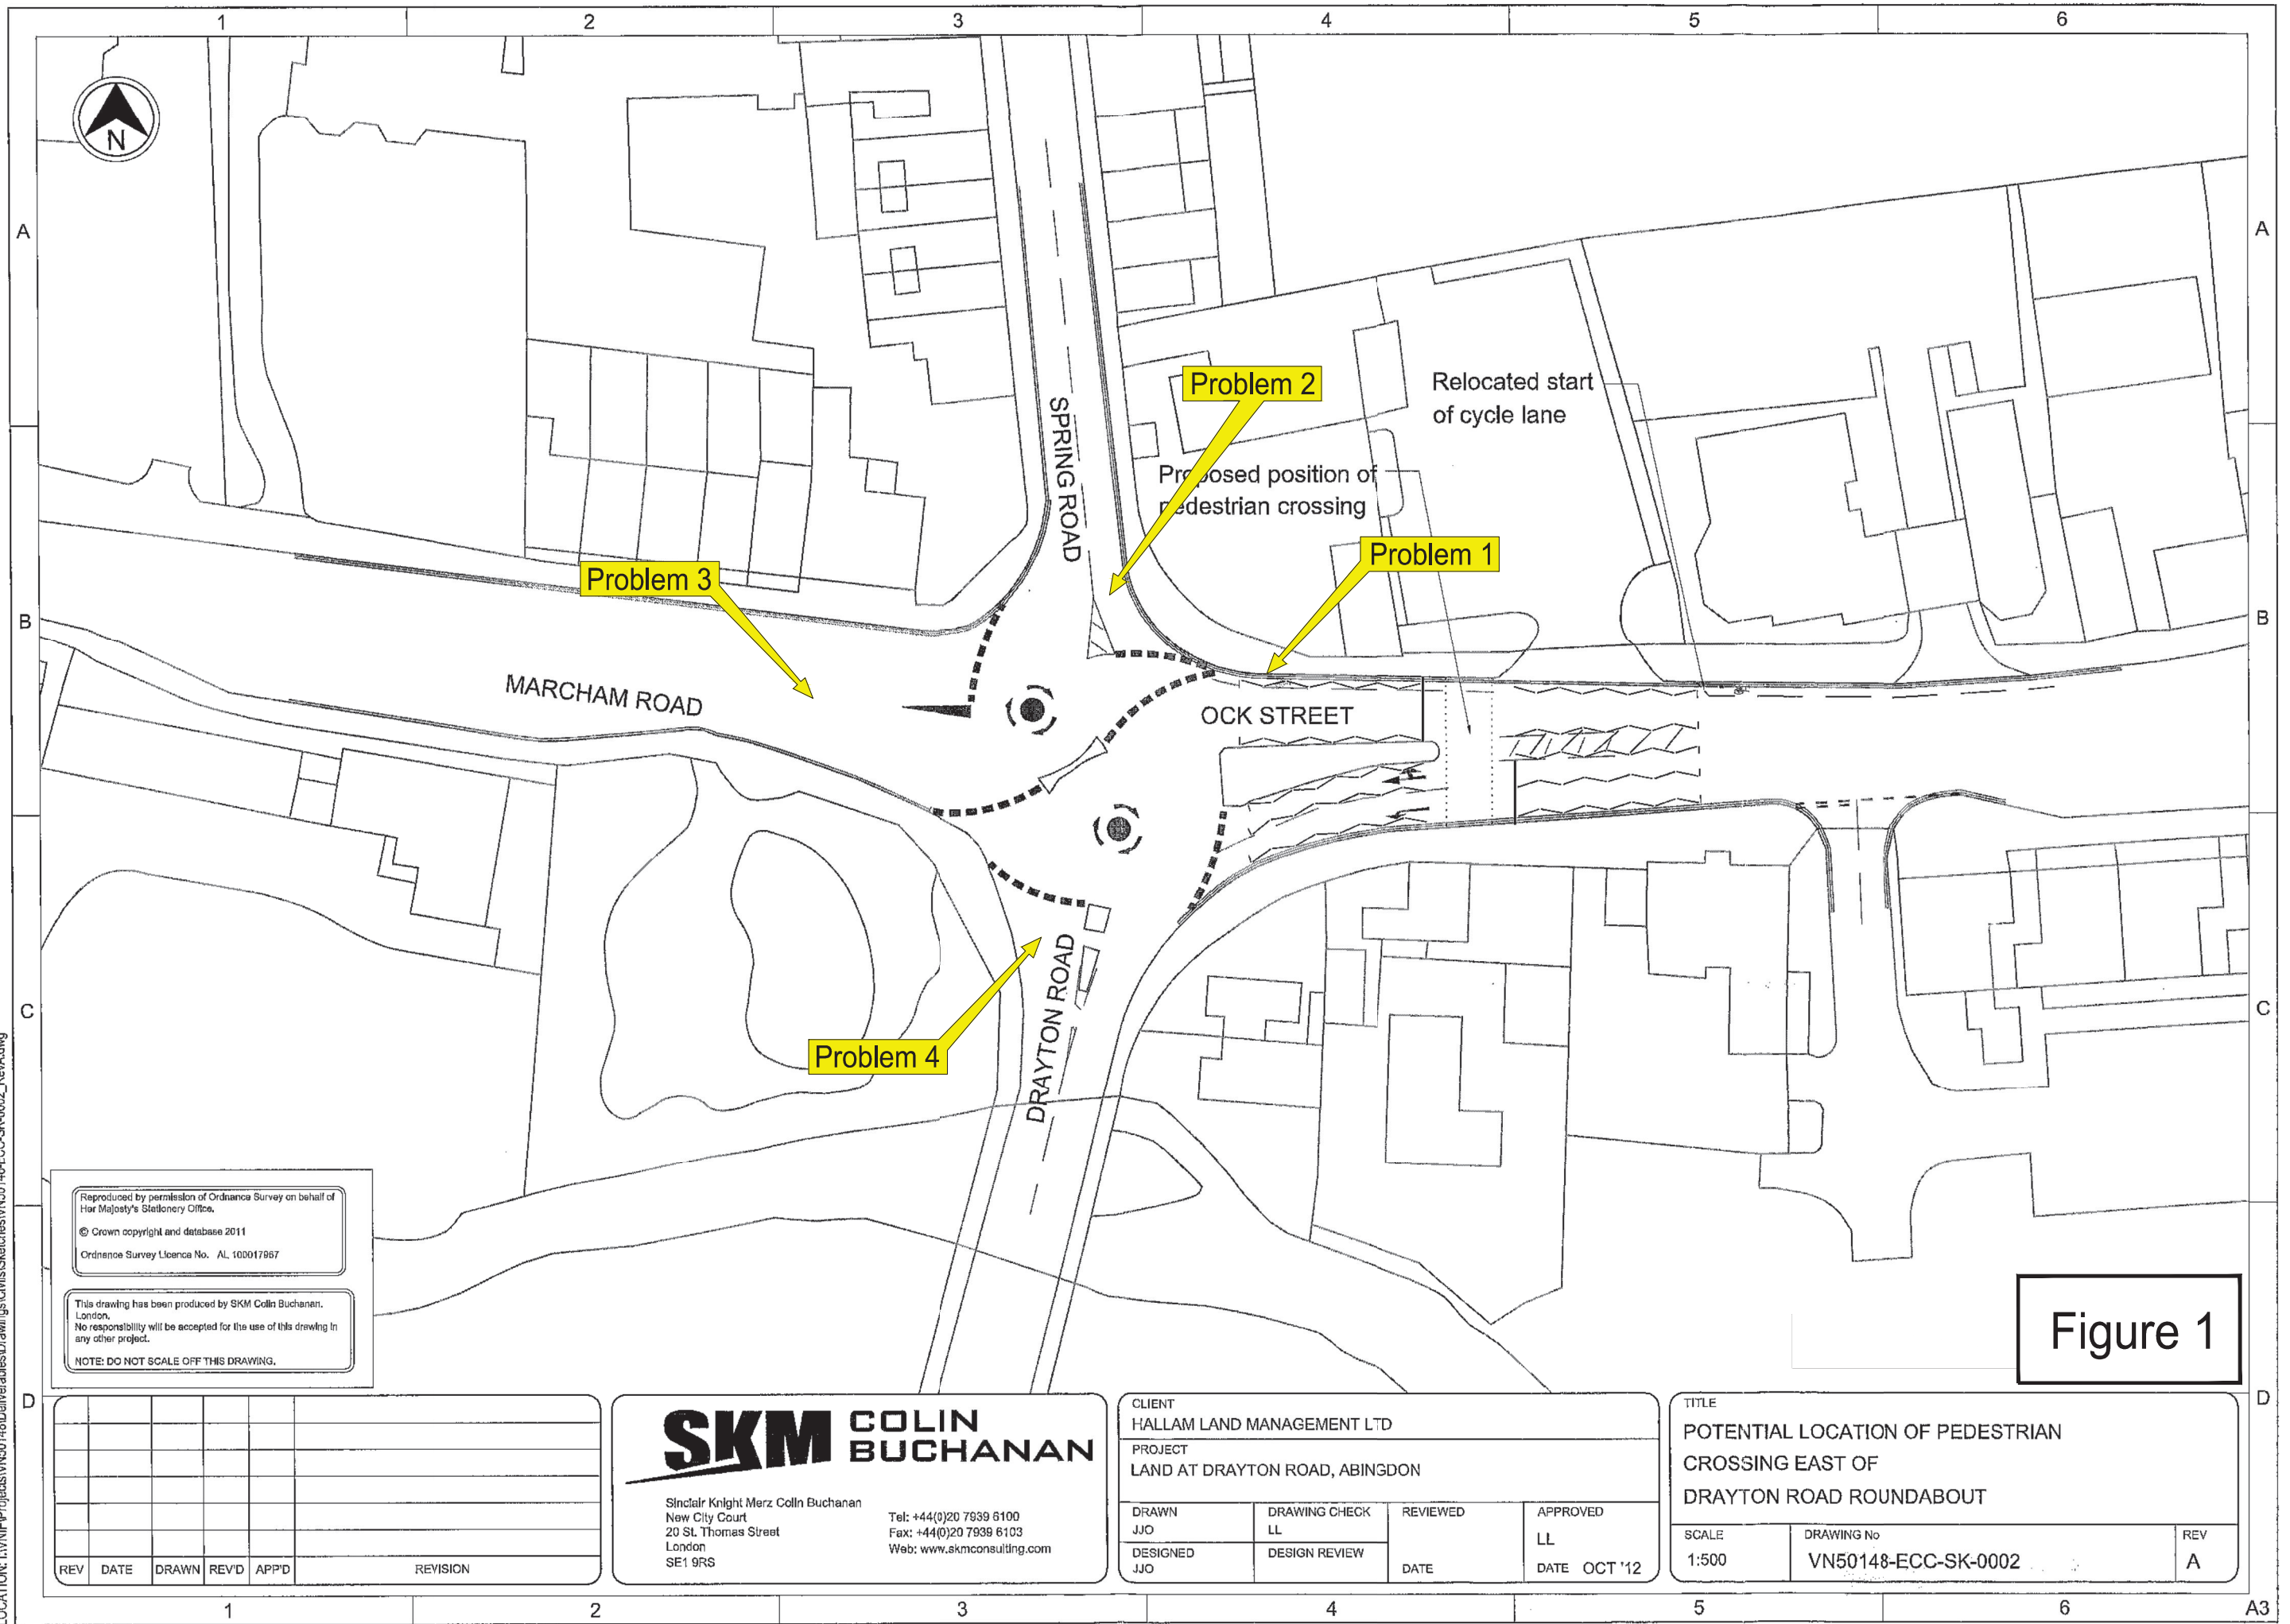 1 2 3 4 5 6
N
A A
Problem 2
Relocated start
of cycle lane
Proposed position of
pedestrian crossing
SPRING ROAD
Problem 1
Problem 3
B B
MARCHAM ROAD
OCK STREET
DRAYTON ROAD
Problem 4
C C
Reproduced by permission of Ordnance Survey on behalf of
Her Majesty's Stationery Office.
© Crown copyright and database 2011
Ordnance Survey Licence No. AL 100017967
This drawing has been produced by SKM Colin Buchanan,
London.
No responsibility will be accepted for the use of this drawing in
any other project.
NOTE: DO NOT SCALE OFF THIS DRAWING.
Figure 1
D D
REV DATE DRAWN REV'D APP'D REVISION
SKM COLIN
BUCHANAN
Sinclair Knight Merz Colin Buchanan
New City Court
20 St. Thomas Street
London
SE1 9RS
Tel: +44(0)20 7939 6100
Fax: +44(0)20 7939 6103
Web: www.skmconsulting.com
CLIENT
HALLAM LAND MANAGEMENT LTD
PROJECT
LAND AT DRAYTON ROAD, ABINGDON
DRAWN
JJO
DRAWING CHECK
LL
REVIEWED
APPROVED
LL
DESIGNED
JJO
DESIGN REVIEW
DATE
DATE OCT '12
TITLE
POTENTIAL LOCATION OF PEDESTRIAN
CROSSING EAST OF
DRAYTON ROAD ROUNDABOUT
SCALE
1:500
DRAWING No
VN50148-ECC-SK-0002
REV
A
1 2 3 4 5 6 A3